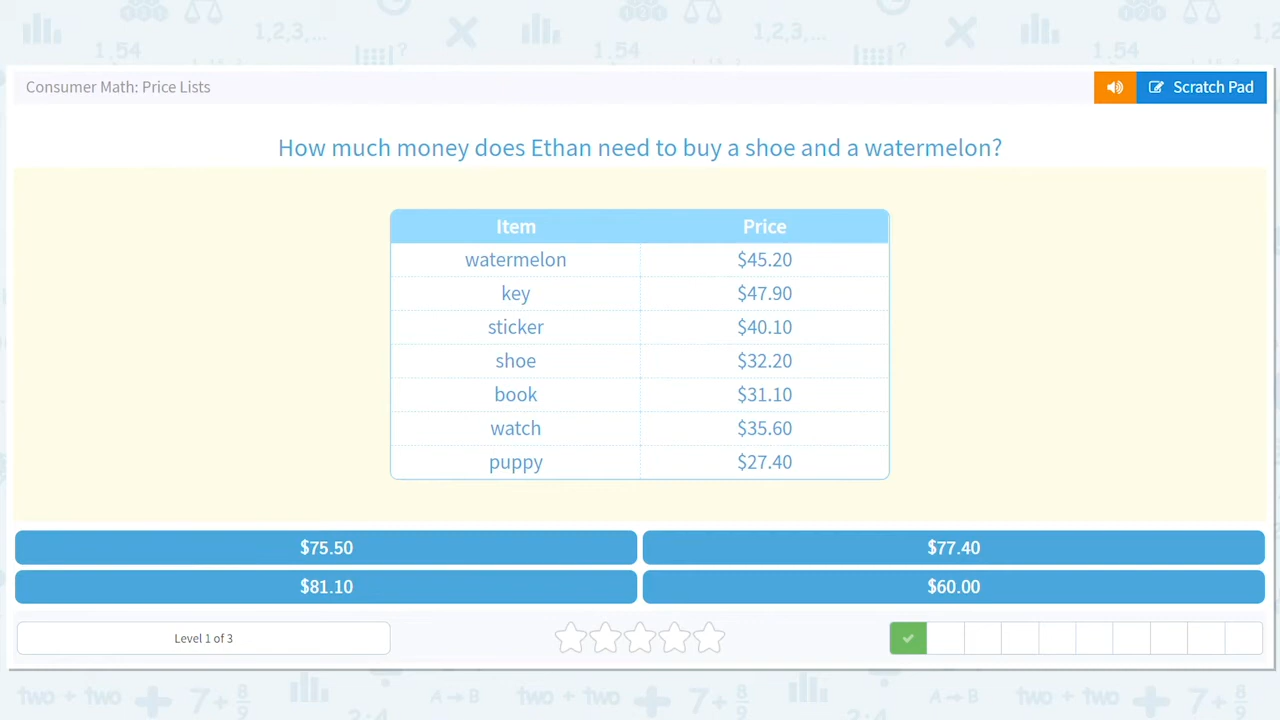 Consumer Math: Price Lists
Scratch Pad
How much money does Ethan need to buy a shoe and a watermelon?
Item Price
watermelon $45.20
key $47.90
sticker $40.10
shoe $32.20
book $31.10
watch $35.60
puppy $27.40
$75.50 $77.40
$81.10 $60.00
Level 1 of 3